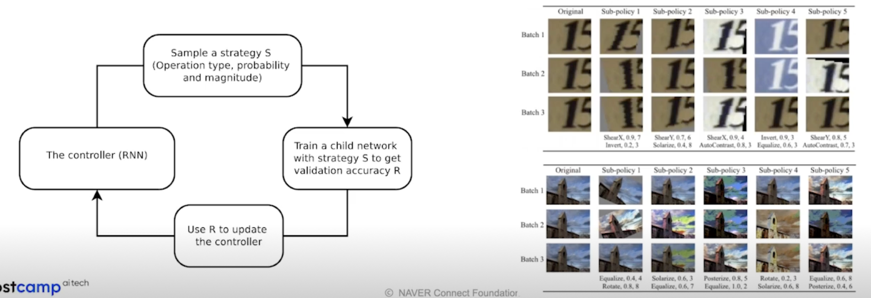 Sample a strategy S
(Operation type, probability
and magnitude)
The controller (RNN)
Train a child network
with strategy S to get
validation accuracy R
Use R to update
the controller
Original Sub-policy 1 Sub-policy 2 Sub-policy 3 Sub-policy 4 Sub-policy 5
Batch 1
Batch 2
Batch 3
ShearX, 0.9, 7 ShearY, 0.7, 6 ShearX, 0.9, 4 Invert, 0.9, 3 ShearY, 0.8, 5
Invert, 0.2, 3 Solarize, 0.4, 8 AutoContrast, 0.8, 3 Equalize, 0.6, 3 AutoContrast, 0.7, 3
Original Sub-policy 1 Sub-policy 2 Sub-policy 3 Sub-policy 4 Sub-policy 5
Batch 1
Batch 2
Batch 3
Equalize, 0.4, 4 Solarize, 0.6, 3 Posterize, 0.8, 5 Rotate, 0.2, 3 Equalize, 0.6, 8
Rotate, 0.8, 8 Equalize, 0.6, 7 Equalize, 1.0, 2 Solarize, 0.6, 8 Posterize, 0.4, 6
ostcamp ai tech
© NAVER Connect Foundation